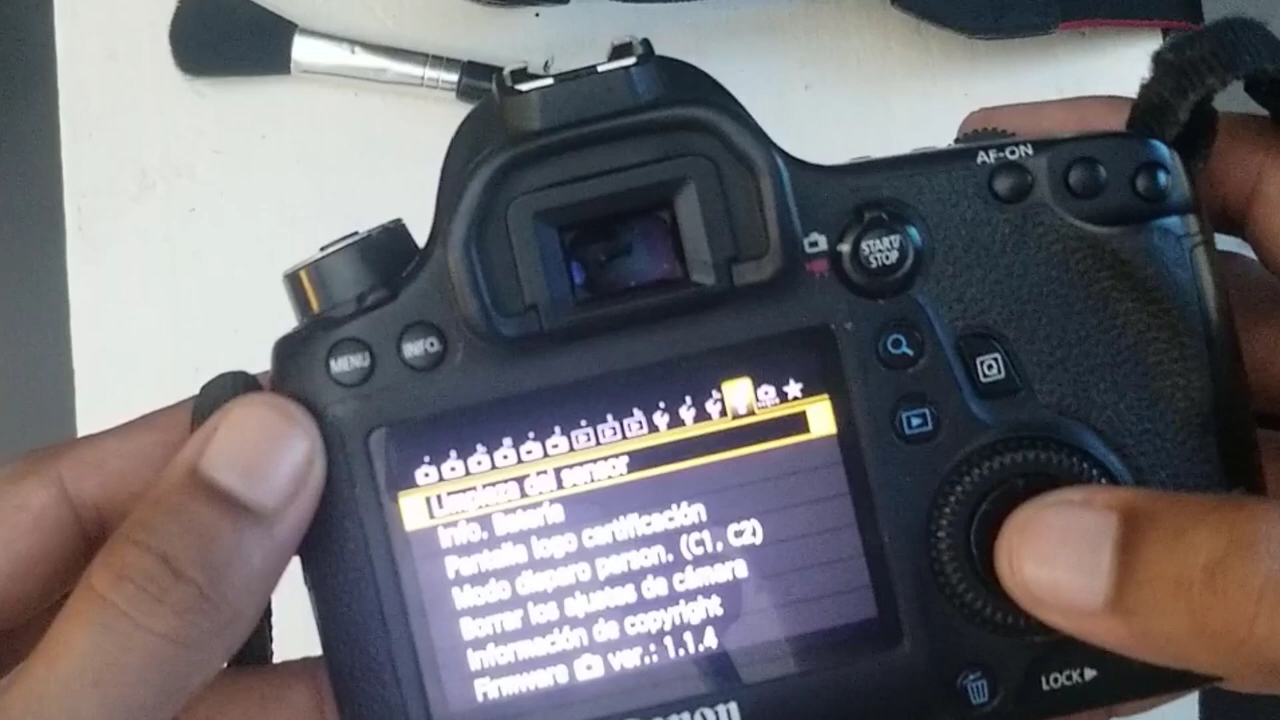 AF-ON
START/
STOP
MENU
INFO.
Q
Limpieza del sensor
Info. Batería
Pantalla logo certificación
Modo disparo person. (C1, C2)
Borrar los ajustes de cámara
Información de copyright
Firmware ver.: 1.1.4
LOCK
Canon